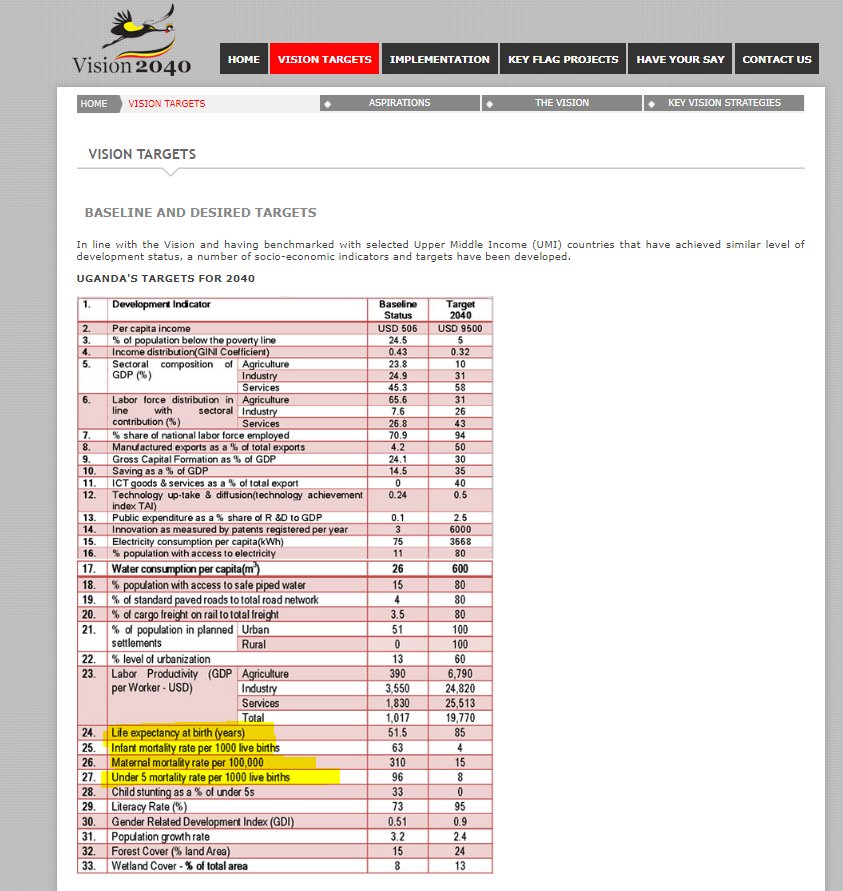 Vision 2040
HOME VISION TARGETS IMPLEMENTATION KEY FLAG PROJECTS HAVE YOUR SAY CONTACT US
HOME VISION TARGETS ASPIRATIONS THE VISION KEY VISION STRATEGIES
VISION TARGETS
BASELINE AND DESIRED TARGETS
In line with the Vision and having benchmarked with selected Upper Middle Income (UMI) countries that have achieved similar level of
development status, a number of socio-economic indicators and targets have been developed.
UGANDA'S TARGETS FOR 2040
1. Development Indicator Baseline Status Target 2040
2. Per capita income USD 506 USD 9500
3. % of population below the poverty line 24.5 5
4. Income distribution(GINI Coefficient) 0.43 0.32
5. Sectoral composition of GDP (%) Agriculture 23.8 10
Industry 24.9 31
Services 45.3 58
6. Labor force distribution in line with sectoral contribution (%) Agriculture 65.6 31
Industry 7.6 26
Services 26.8 43
7. % share of national labor force employed 70.9 94
8. Manufactured exports as a % of total exports 4.2 50
9. Gross Capital Formation as % of GDP 24.1 30
10. Saving as a % of GDP 14.5 35
11. ICT goods & services as a % of total export 0 40
12. Technology up-take & diffusion(technology achievement index TAI) 0.24 0.5
13. Public expenditure as a % share of R &D to GDP 0.1 2.5
14. Innovation as measured by patents registered per year 3 6000
15. Electricity consumption per capita(kWh) 75 3668
16. % population with access to electricity 11 80
17. Water consumption per capita(m³) 26 600
18. % population with access to safe piped water 15 80
19. % of standard paved roads to total road network 4 80
20. % of cargo freight on rail to total freight 3.5 80
21. % of population in planned settlements Urban 51 100
Rural 0 100
22. % level of urbanization 13 60
23. Labor Productivity (GDP per Worker - USD) Agriculture 390 6,790
Industry 3,550 24,820
Services 1,830 25,513
Total 1,017 19,770
24. Life expectancy at birth (years) 51.5 85
25. Infant mortality rate per 1000 live births 63 4
26. Maternal mortality rate per 100,000 310 15
27. Under 5 mortality rate per 1000 live births 96 8
28. Child stunting as a % of under 5s 33 0
29. Literacy Rate (%) 73 95
30. Gender Related Development Index (GDI) 0.51 0.9
31. Population growth rate 3.2 2.4
32. Forest Cover (% land Area) 15 24
33. Wetland Cover - % of total area 8 13